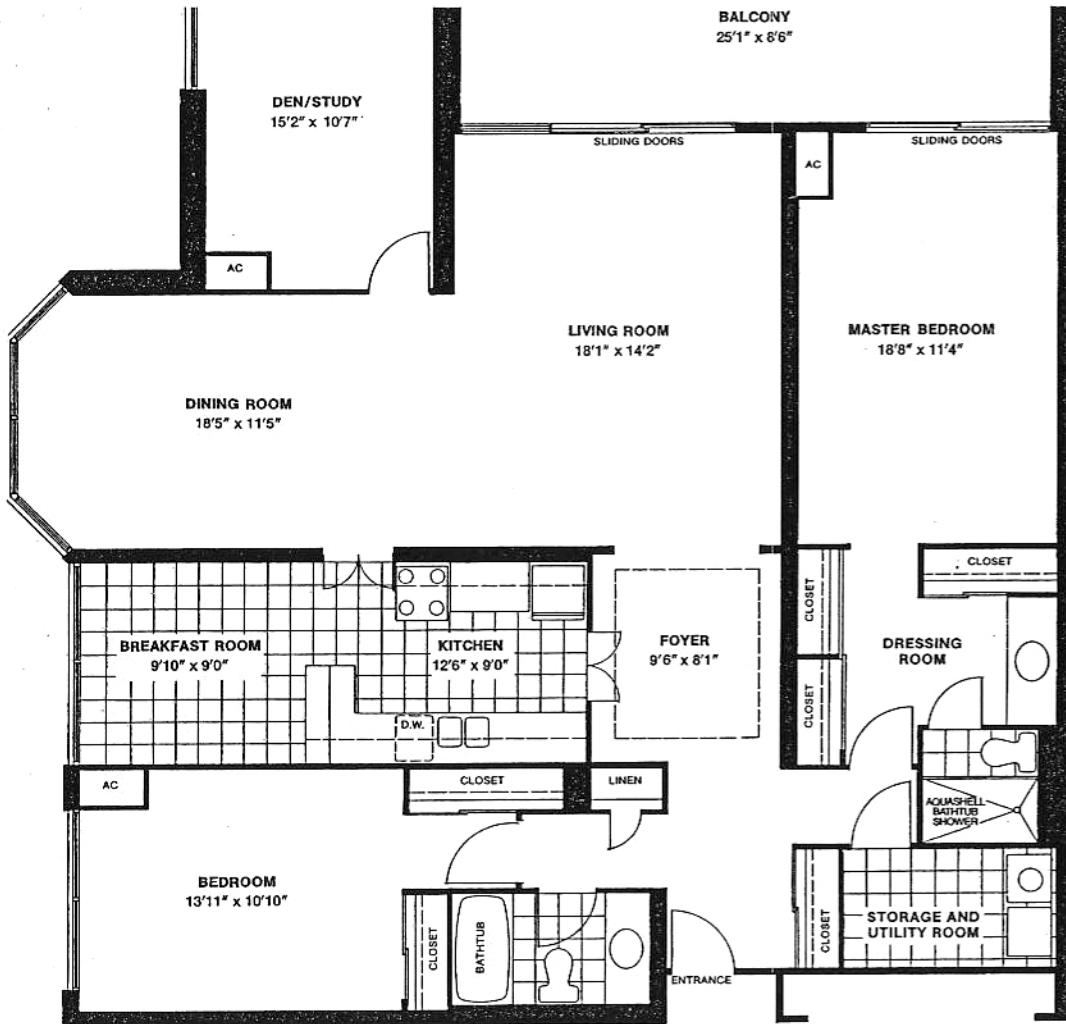 BALCONY
25'1" x 8'6"
DEN/STUDY
15'2" x 10'7"
SLIDING DOORS
SLIDING DOORS
AC
AC
LIVING ROOM
18'1" x 14'2"
MASTER BEDROOM
18'8" x 11'4"
DINING ROOM
18'5" x 11'5"
CLOSET
CLOSET
BREAKFAST ROOM
9'10" x 9'0"
KITCHEN
12'6" x 9'0"
FOYER
9'6" x 8'1"
DRESSING
ROOM
CLOSET
D.W.
AC
CLOSET
LINEN
AQUASHELL
BATHTUB
SHOWER
BEDROOM
13'11" x 10'10"
CLOSET
BATHTUB
CLOSET
STORAGE AND
UTILITY ROOM
ENTRANCE